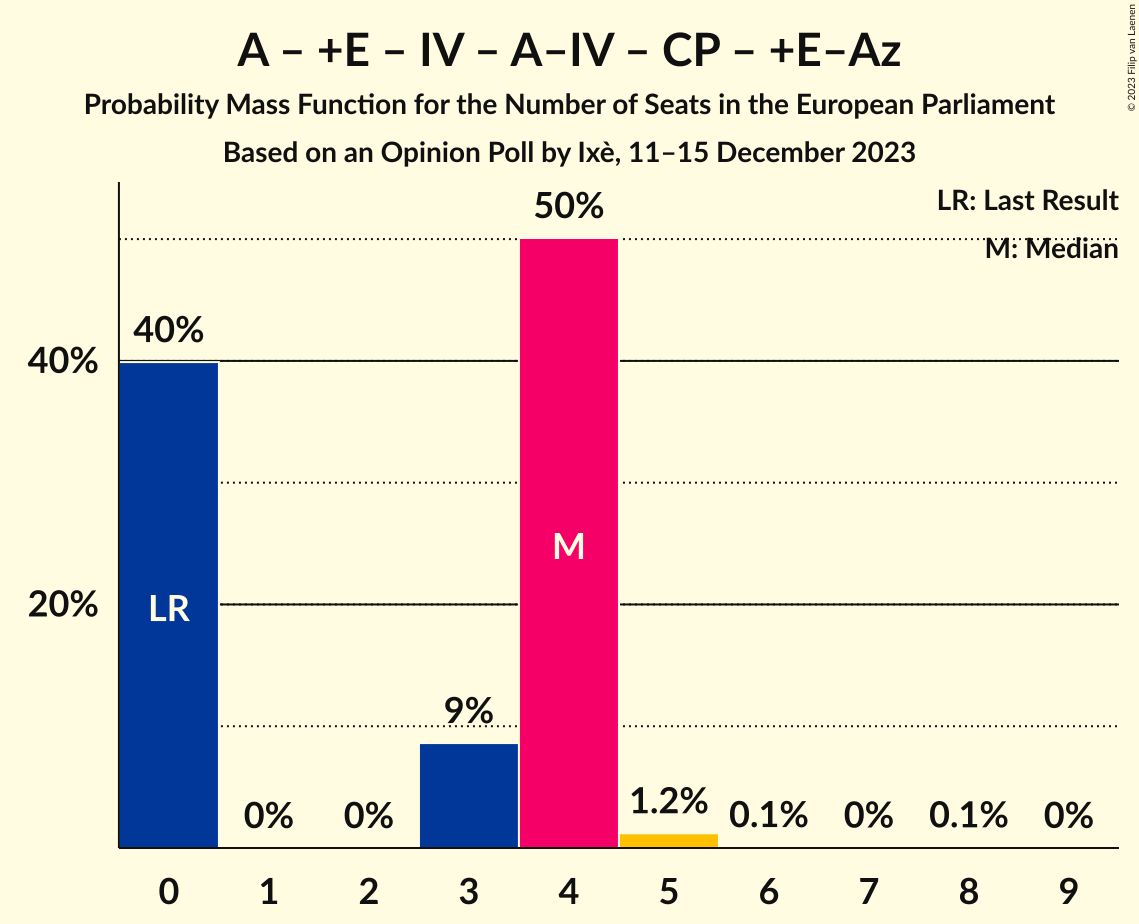 A – +E – IV – A–IV – CP – +E–Az
Probability Mass Function for the Number of Seats in the European Parliament
Based on an Opinion Poll by Ixè, 11–15 December 2023
© 2023 Filip van Laenen
LR: Last Result
M: Median
50%
40%
40%
LR
M
20%
9%
0%
0%
1.2%
0.1%
0%
0.1%
0%
0 1 2 3 4 5 6 7 8 9